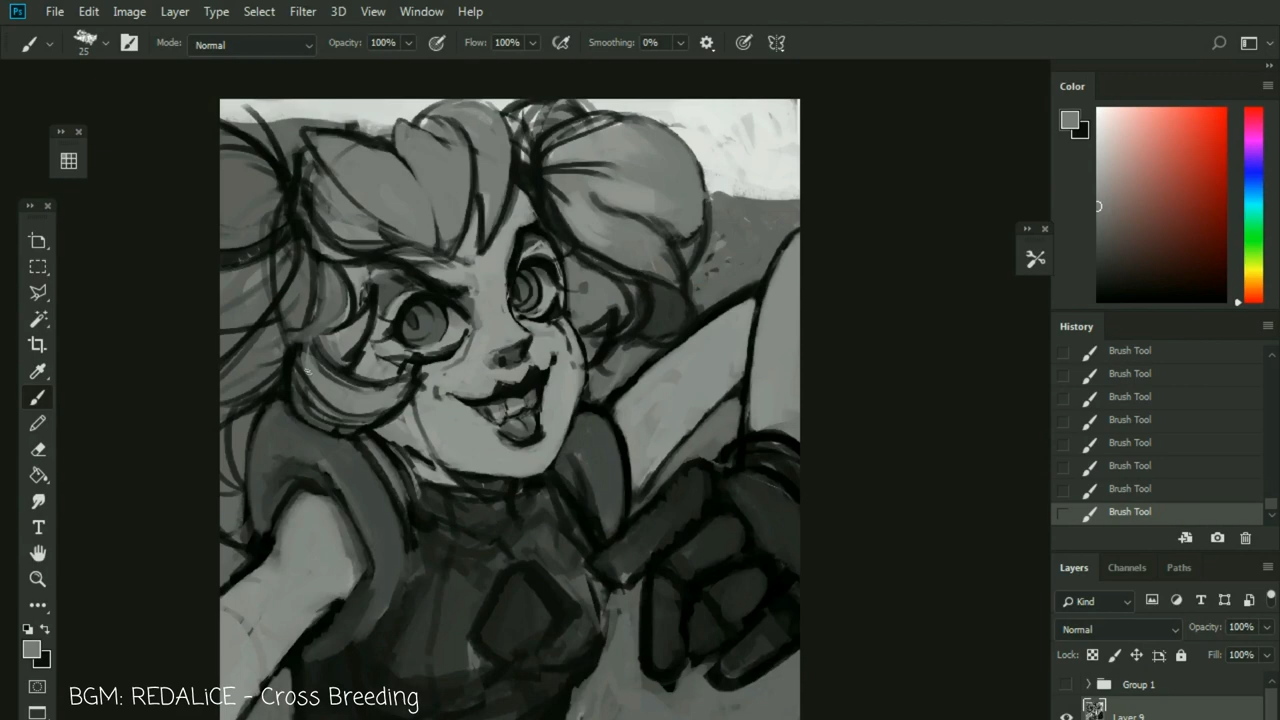 Ps File Edit Image Layer Type Select Filter 3D View Window Help
25 Mode: Normal Opacity: 100% Flow: 100% Smoothing: 0%
Color
History
Brush Tool
Brush Tool
Brush Tool
Brush Tool
Brush Tool
Brush Tool
Brush Tool
Brush Tool
Layers Channels Paths
Kind T
Normal Opacity: 100%
Lock: Fill: 100%
Group 1
Layer 9
T
BGM: REDALiCE - Cross Breeding